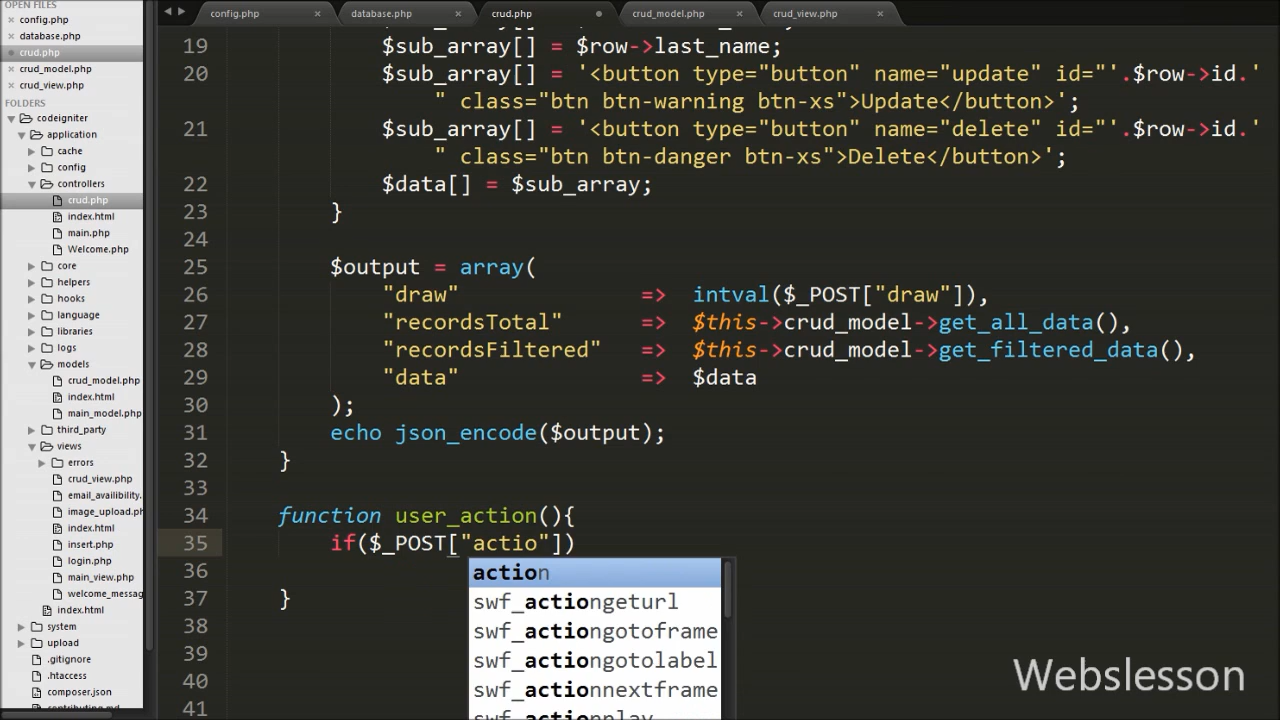 OPEN FILES
config.php
database.php
crud.php
crud_model.php
crud_view.php
FOLDERS
codeigniter
application
cache
config
controllers
crud.php
index.html
main.php
Welcome.php
core
helpers
hooks
language
libraries
logs
models
crud_model.php
index.html
main_model.php
third_party
views
errors
crud_view.php
email_availibility.
image_upload.ph
index.html
insert.php
login.php
main_view.php
welcome_messag
index.html
system
upload
.gitignore
.htaccess
composer.json
contributing.md
config.php × database.php × crud.php crud_model.php × crud_view.php ×
19 $sub_array[] = $row->last_name;
20 $sub_array[] = '<button type="button" name="update" id="'.$row->id.'
" class="btn btn-warning btn-xs">Update</button>';
21 $sub_array[] = '<button type="button" name="delete" id="'.$row->id.'
" class="btn btn-danger btn-xs">Delete</button>';
22 $data[] = $sub_array;
23 }
24
25 $output = array(
26 "draw" => intval($_POST["draw"]),
27 "recordsTotal" => $this->crud_model->get_all_data(),
28 "recordsFiltered" => $this->crud_model->get_filtered_data(),
29 "data" => $data
30 );
31 echo json_encode($output);
32 }
33
34 function user_action(){
35 if($_POST["actio"])
36
37 }
38
39
40
41
action
swf_actiongeturl
swf_actiongotoframe
swf_actiongotolabel
swf_actionnextframe
swf_actionplay
Webslesson